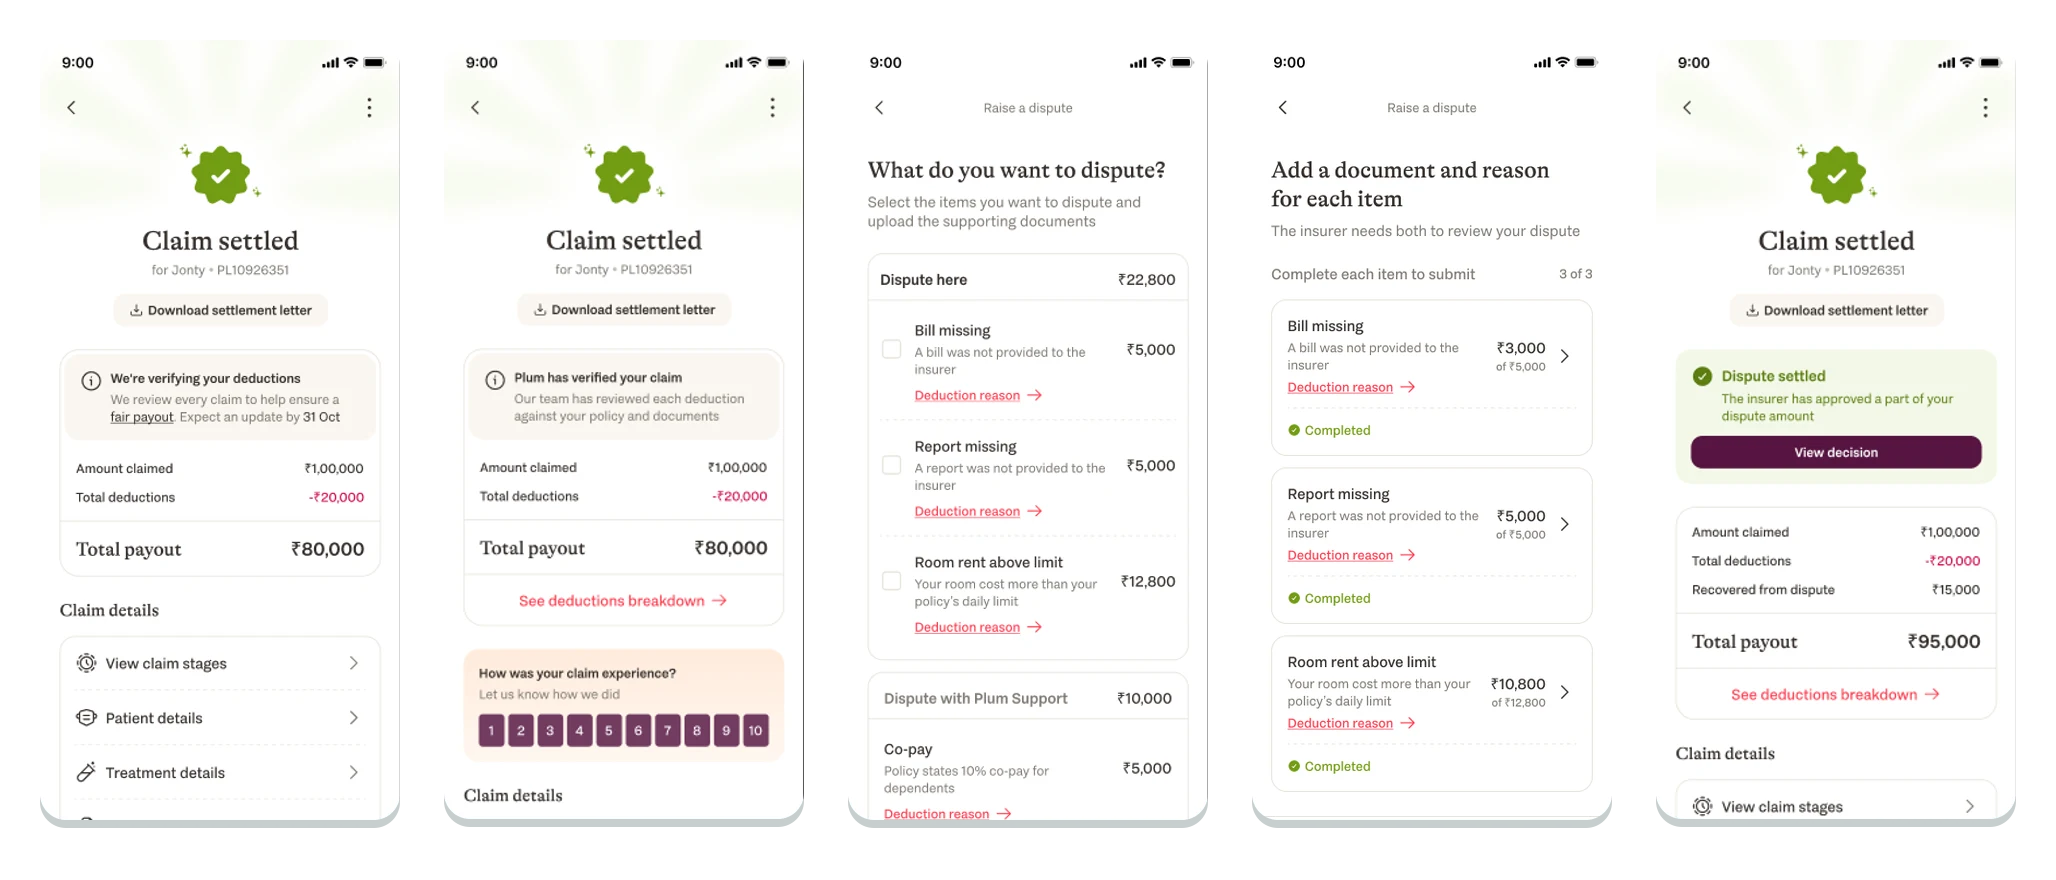 9:00
Claim settled
for Jonty • PL10926351
Download settlement letter
We're verifying your deductions
We review every claim to help ensure a
fair payout. Expect an update by 31 Oct
Amount claimed ₹1,00,000
Total deductions -₹20,000
Total payout ₹80,000
Claim details
View claim stages
Patient details
Treatment details
9:00
Claim settled
for Jonty • PL10926351
Download settlement letter
Plum has verified your claim
Our team has reviewed each deduction
against your policy and documents
Amount claimed ₹1,00,000
Total deductions -₹20,000
Total payout ₹80,000
See deductions breakdown →
How was your claim experience?
Let us know how we did
1 2 3 4 5 6 7 8 9 10
Claim details
9:00
Raise a dispute
What do you want to dispute?
Select the items you want to dispute and
upload the supporting documents
Dispute here ₹22,800
Bill missing ₹5,000
A bill was not provided to the
insurer
Deduction reason →
Report missing ₹5,000
A report was not provided to the
insurer
Deduction reason →
Room rent above limit ₹12,800
Your room cost more than your
policy's daily limit
Deduction reason →
Dispute with Plum Support ₹10,000
Co-pay ₹5,000
Policy states 10% co-pay for
dependents
Deduction reason →
9:00
Raise a dispute
Add a document and reason
for each item
The insurer needs both to review your dispute
Complete each item to submit 3 of 3
Bill missing ₹3,000
A bill was not provided to the of ₹5,000
insurer
Deduction reason →
Completed
Report missing ₹5,000
A report was not provided to the of ₹5,000
insurer
Deduction reason →
Completed
Room rent above limit ₹10,800
Your room cost more than your of ₹12,800
policy's daily limit
Deduction reason →
Completed
9:00
Claim settled
for Jonty • PL10926351
Download settlement letter
Dispute settled
The insurer has approved a part of your
dispute amount
View decision
Amount claimed ₹1,00,000
Total deductions -₹20,000
Recovered from dispute ₹15,000
Total payout ₹95,000
See deductions breakdown →
Claim details
View claim stages